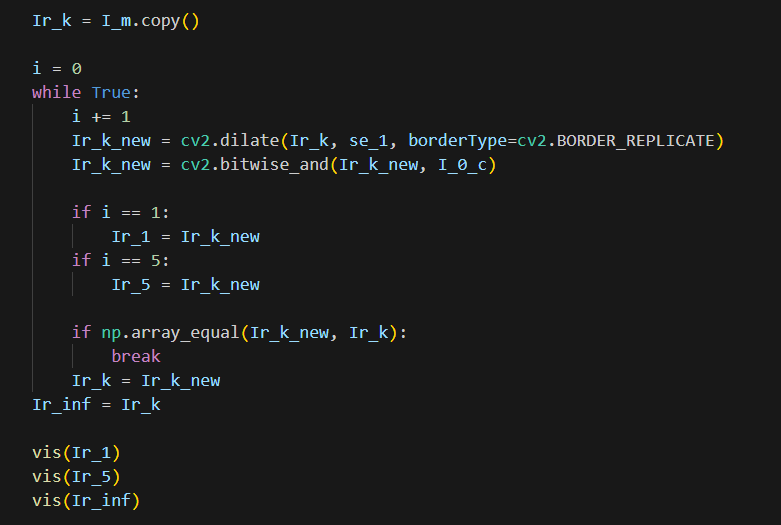 Ir_k = I_m.copy()

i = 0
while True:
    i += 1
    Ir_k_new = cv2.dilate(Ir_k, se_1, borderType=cv2.BORDER_REPLICATE)
    Ir_k_new = cv2.bitwise_and(Ir_k_new, I_0_c)

    if i == 1:
        Ir_1 = Ir_k_new
    if i == 5:
        Ir_5 = Ir_k_new

    if np.array_equal(Ir_k_new, Ir_k):
        break
    Ir_k = Ir_k_new
Ir_inf = Ir_k

vis(Ir_1)
vis(Ir_5)
vis(Ir_inf)